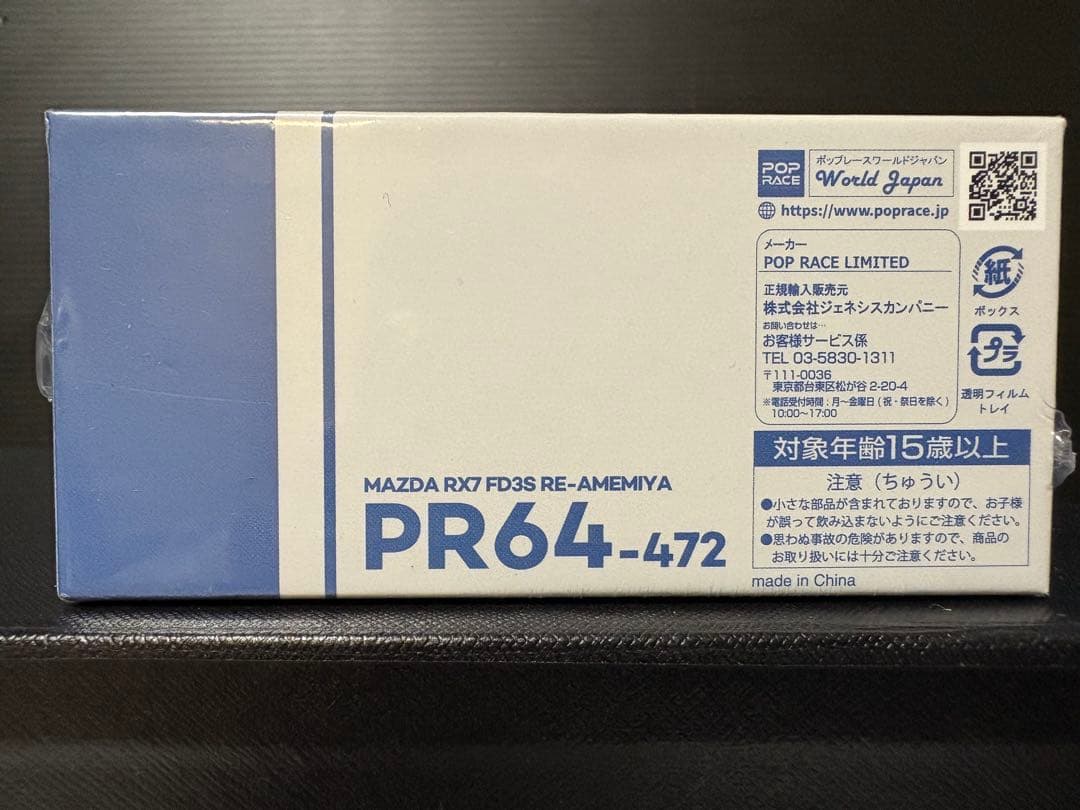 POP RACE
ポップレースワールドジャパン
World Japan
https://www.poprace.jp
メーカー
POP RACE LIMITED
正規輸入販売元
株式会社ジェネシスカンパニー
お問い合わせは…
お客様サービス係
TEL 03-5830-1311
〒111-0036
東京都台東区松が谷 2-20-4
※電話受付時間：月〜金曜日(祝・祭日を除く)
10:00〜17:00
紙
ボックス
プラ
透明フィルム
トレイ
対象年齢15歳以上
注意（ちゅうい）
●小さな部品が含まれておりますので、お子様
が誤って飲み込まないようにご注意ください。
●思わぬ事故の危険がありますので、商品の
お取り扱いには十分ご注意ください。
made in China
MAZDA RX7 FD3S RE-AMEMIYA
PR64-472